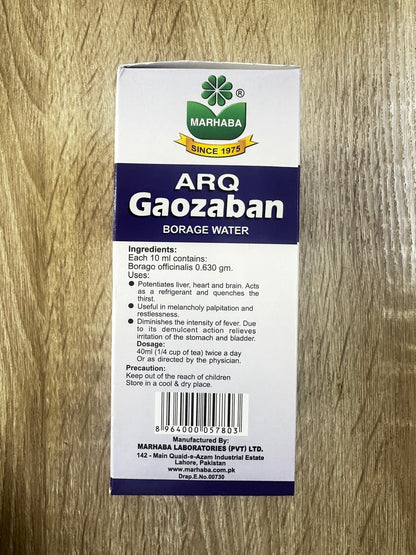 ®
MARHABA
SINCE 1975
ARQ
Gaozaban
BORAGE WATER
Ingredients:
Each 10 ml contains:
Borago officinalis 0.630 gm.
Uses:
● Potentiates liver, heart and brain. Acts
as a refrigerant and quenches the
thirst.
● Useful in melancholy palpitation and
restlessness.
● Diminishes the intensity of fever. Due
to its demulcent action relieves
irritation of the stomach and bladder.
Dosage:
40ml (1/4 cup of tea) twice a day
Or as directed by the physician.
Precaution:
Keep out of the reach of children
Store in a cool & dry place.
8 964000 057803
Manufactured By:
MARHABA LABORATORIES (PVT) LTD.
142 - Main Quaid-e-Azam Industrial Estate
Lahore, Pakistan
www.marhaba.com.pk
Drap.E.No.00730